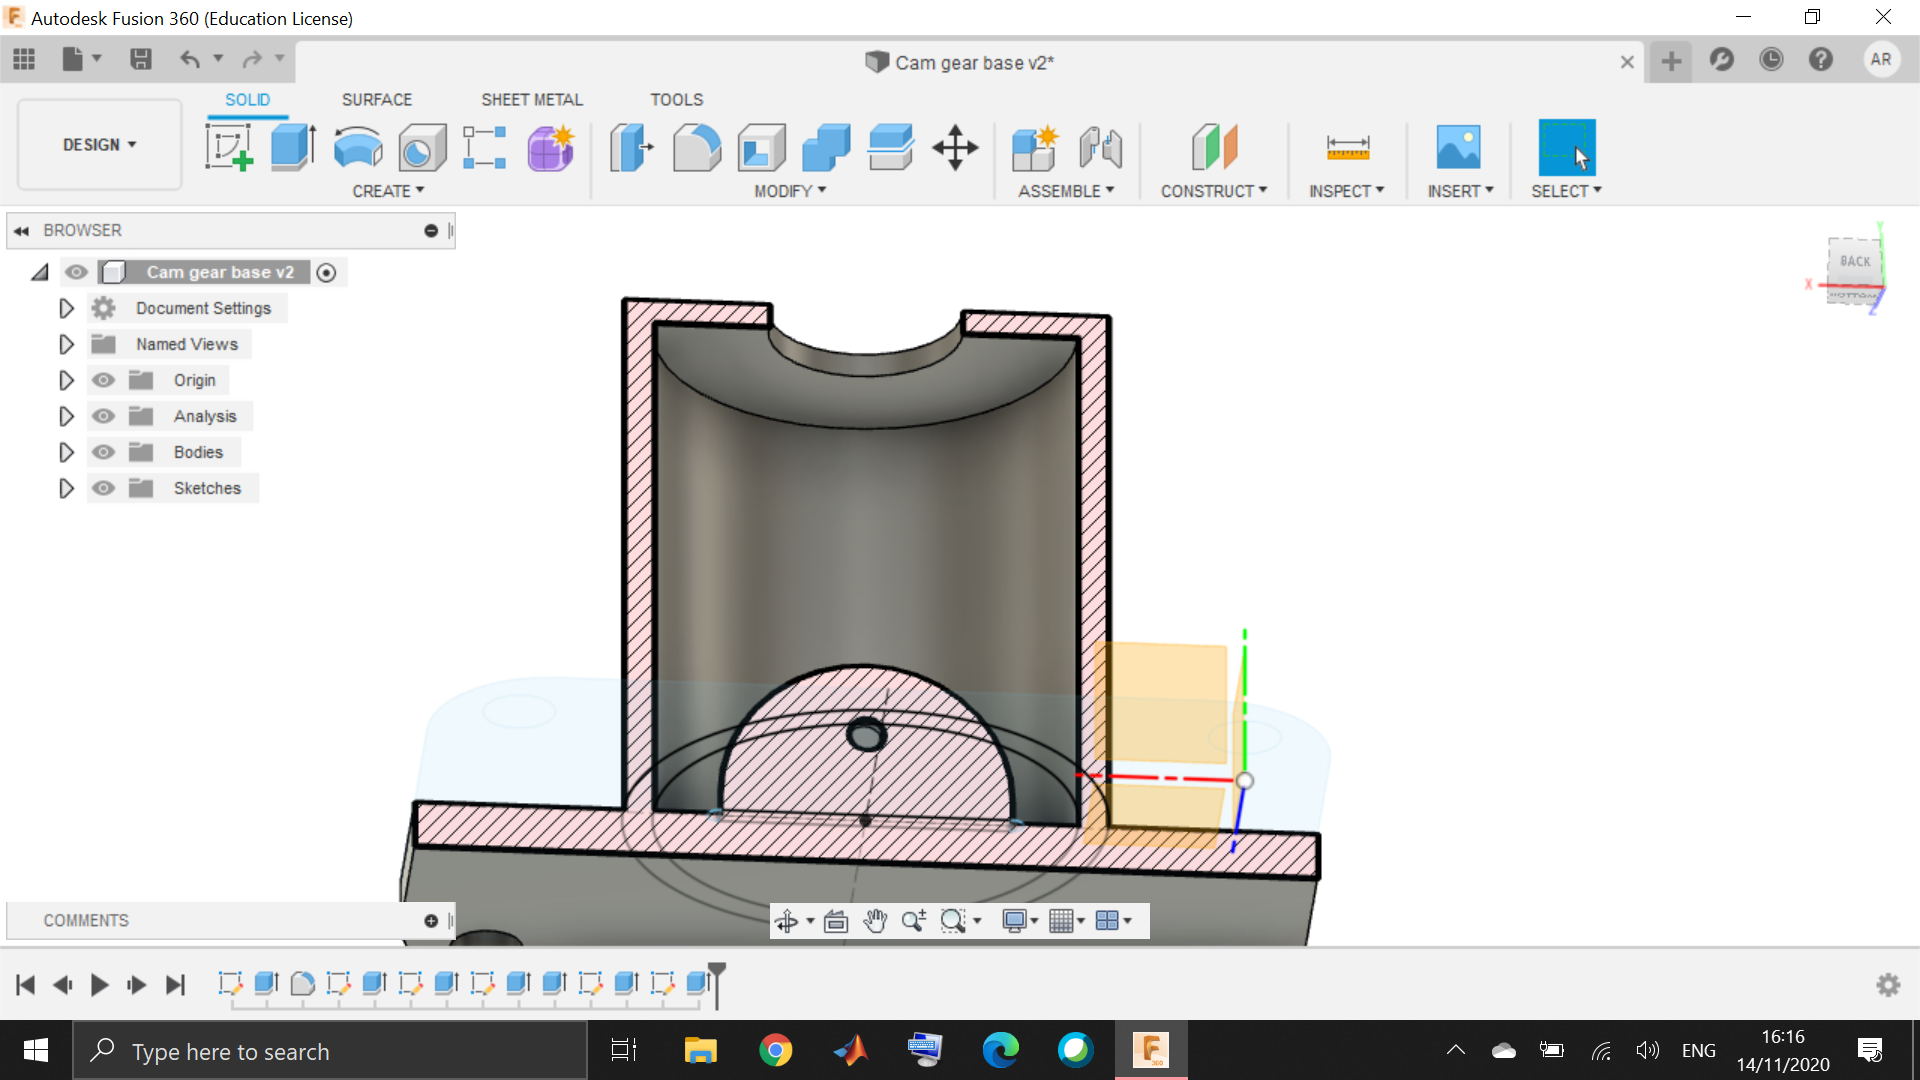 Autodesk Fusion 360 (Education License)
Cam gear base v2*
AR
SOLID
SURFACE
SHEET METAL
TOOLS
DESIGN
CREATE
MODIFY
ASSEMBLE
CONSTRUCT
INSPECT
INSERT
SELECT
BROWSER
Cam gear base v2
Document Settings
Named Views
Origin
Analysis
Bodies
Sketches
Y
BACK
X
BOTTOM
Z
COMMENTS
Type here to search
360
ENG
16:16
14/11/2020